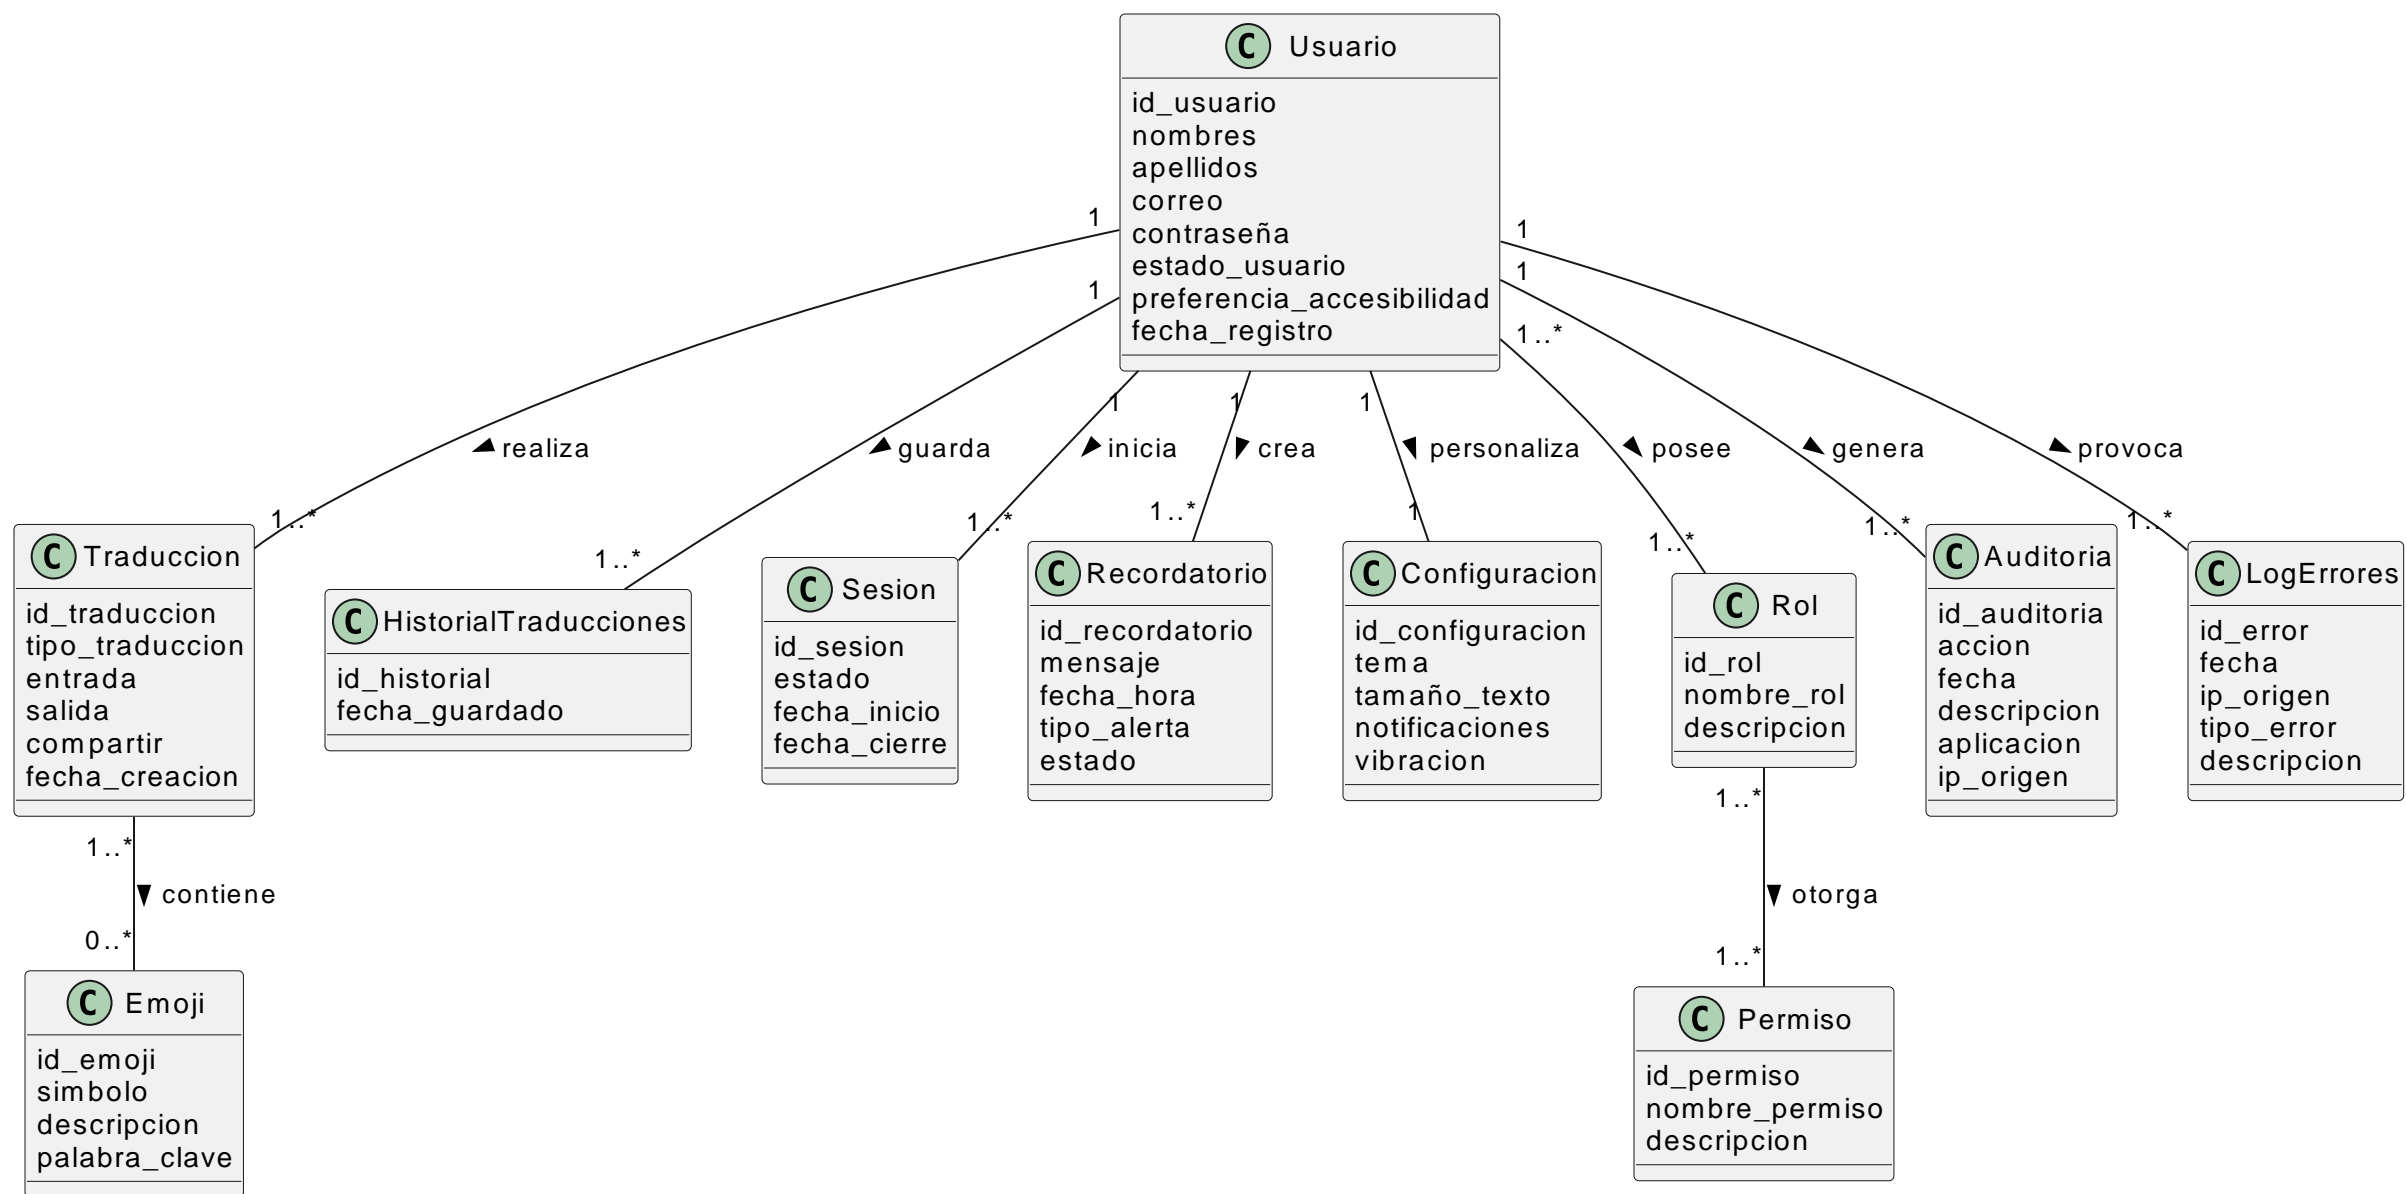 C Usuario
id_usuario
nombres
apellidos
correo
contraseña
estado_usuario
preferencia_accesibilidad
fecha_registro
1
1
1
1
1..*
1
1
1
realiza
guarda
inicia
crea
personaliza
posee
genera
provoca
1..*
1..*
1..*
1..*
1
1..*
1..*
1..*
C Traduccion
id_traduccion
tipo_traduccion
entrada
salida
compartir
fecha_creacion
C HistorialTraducciones
id_historial
fecha_guardado
C Sesion
id_sesion
estado
fecha_inicio
fecha_cierre
C Recordatorio
id_recordatorio
mensaje
fecha_hora
tipo_alerta
estado
C Configuracion
id_configuracion
tema
tamaño_texto
notificaciones
vibracion
C Rol
id_rol
nombre_rol
descripcion
C Auditoria
id_auditoria
accion
fecha
descripcion
aplicacion
ip_origen
C LogErrores
id_error
fecha
ip_origen
tipo_error
descripcion
1..*
contiene
0..*
1..*
otorga
1..*
C Emoji
id_emoji
simbolo
descripcion
palabra_clave
C Permiso
id_permiso
nombre_permiso
descripcion